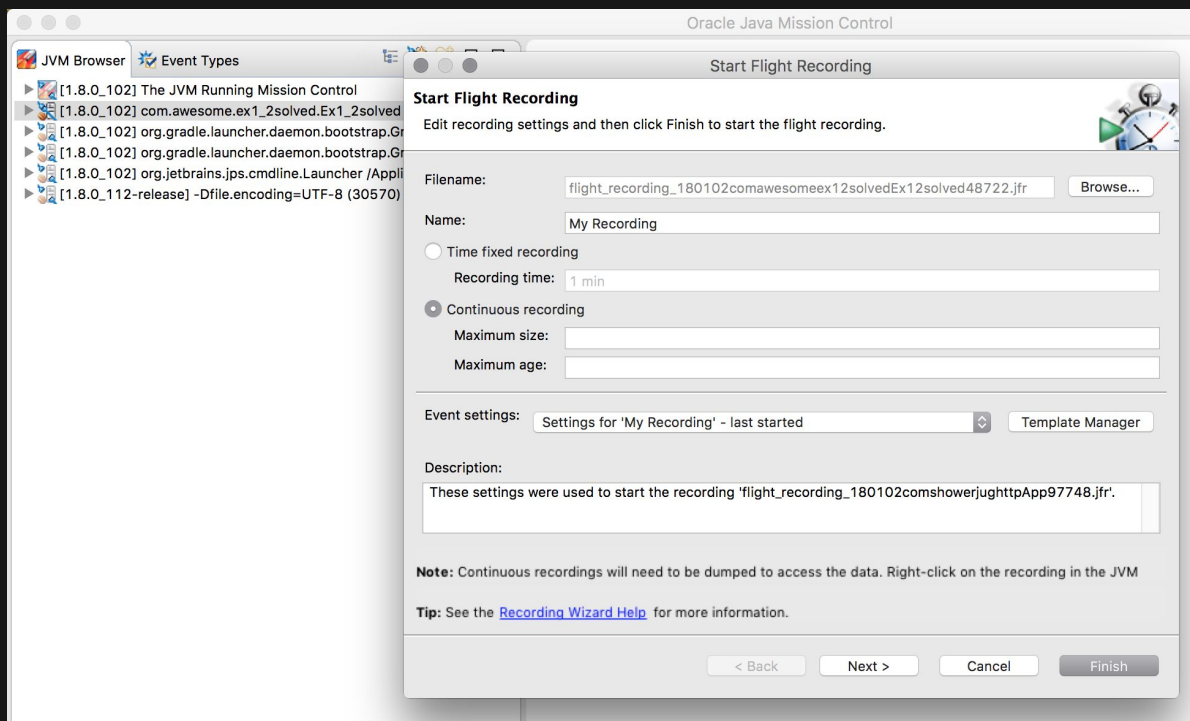 Oracle Java Mission Control
JVM Browser
Event Types
[1.8.0_102] The JVM Running Mission Control
[1.8.0_102] com.awesome.ex1_2solved.Ex1_2solved
[1.8.0_102] org.gradle.launcher.daemon.bootstrap.Gr
[1.8.0_102] org.gradle.launcher.daemon.bootstrap.Gr
[1.8.0_102] org.jetbrains.jps.cmdline.Launcher /Appli
[1.8.0_112-release] -Dfile.encoding=UTF-8 (30570)
Start Flight Recording
Start Flight Recording
Edit recording settings and then click Finish to start the flight recording.
Filename: flight_recording_180102comawesomeex12solvedEx12solved48722.jfr Browse...
Name: My Recording
Time fixed recording
Recording time: 1 min
Continuous recording
Maximum size:
Maximum age:
Event settings: Settings for 'My Recording' - last started Template Manager
Description:
These settings were used to start the recording 'flight_recording_180102comshowerjughttpApp97748.jfr'.
Note: Continuous recordings will need to be dumped to access the data. Right-click on the recording in the JVM
Tip: See the Recording Wizard Help for more information.
< Back Next > Cancel Finish